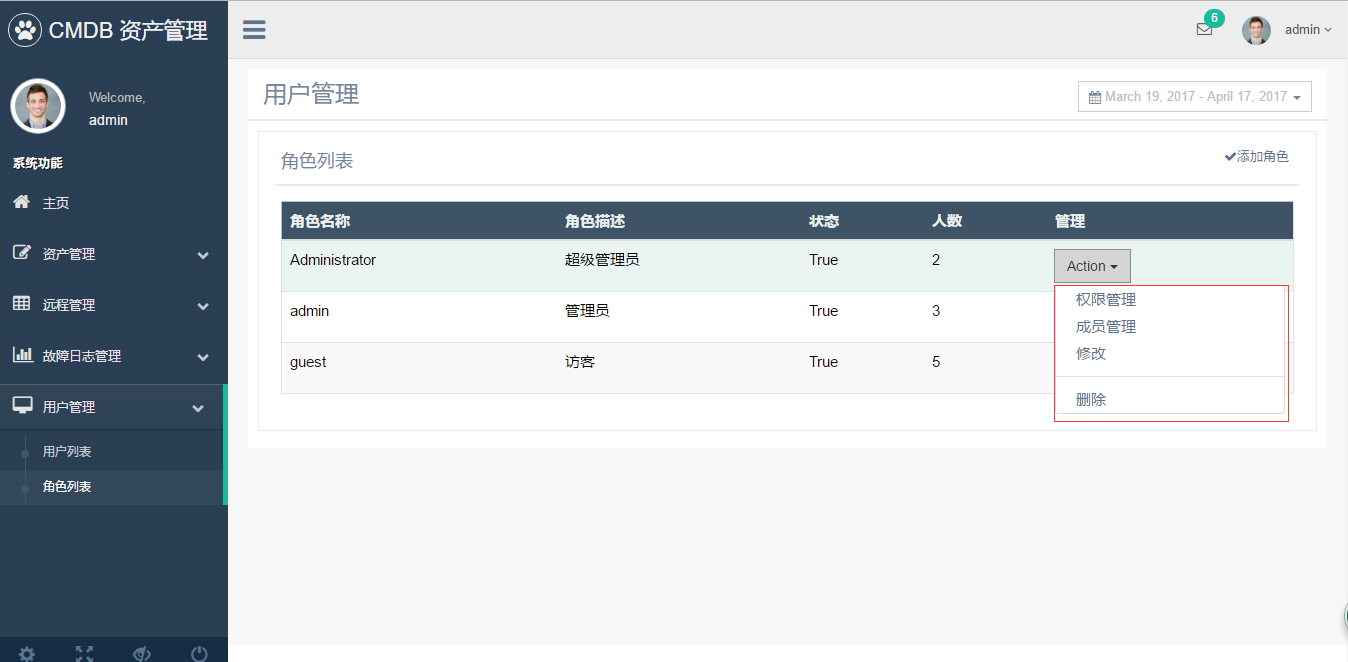 CMDB 资产管理
6
admin
Welcome,
admin
系统功能
主页
资产管理
远程管理
故障日志管理
用户管理
用户列表
角色列表
用户管理
March 19, 2017 - April 17, 2017
角色列表
添加角色
角色名称 角色描述 状态 人数 管理
Administrator 超级管理员 True 2 Action
admin 管理员 True 3
guest 访客 True 5
权限管理
成员管理
修改
删除